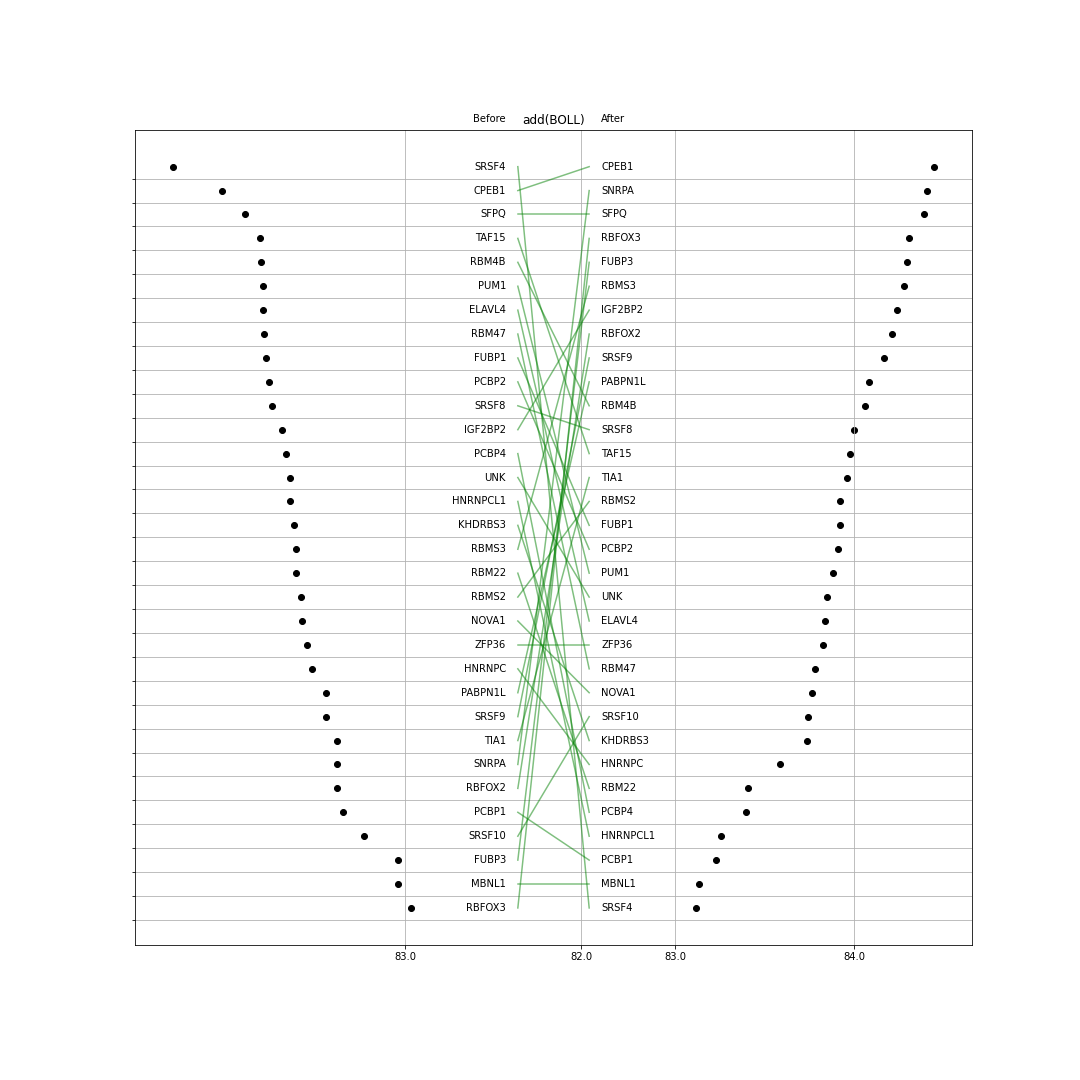 Before add(BOLL) After
SRSF4 CPEB1
CPEB1 SNRPA
SFPQ SFPQ
TAF15 RBFOX3
RBM4B FUBP3
PUM1 RBMS3
ELAVL4 IGF2BP2
RBM47 RBFOX2
FUBP1 SRSF9
PCBP2 PABPN1L
SRSF8 RBM4B
IGF2BP2 SRSF8
PCBP4 TAF15
UNK TIA1
HNRNPCL1 RBMS2
KHDRBS3 FUBP1
RBMS3 PCBP2
RBM22 PUM1
RBMS2 UNK
NOVA1 ELAVL4
ZFP36 ZFP36
HNRNPC RBM47
PABPN1L NOVA1
SRSF9 SRSF10
TIA1 KHDRBS3
SNRPA HNRNPC
RBFOX2 RBM22
PCBP1 PCBP4
SRSF10 HNRNPCL1
FUBP3 PCBP1
MBNL1 MBNL1
RBFOX3 SRSF4
83.0 82.0 83.0 84.0